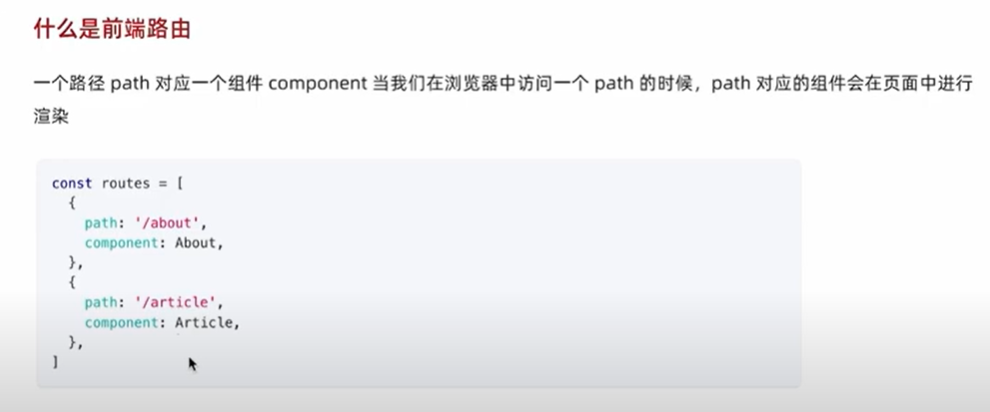 什么是前端路由
一个路径 path 对应一个组件 component 当我们在浏览器中访问一个 path 的时候，path 对应的组件会在页面中进行
渲染
const routes = [
  {
    path: '/about',
    component: About,
  },
  {
    path: '/article',
    component: Article,
  },
]